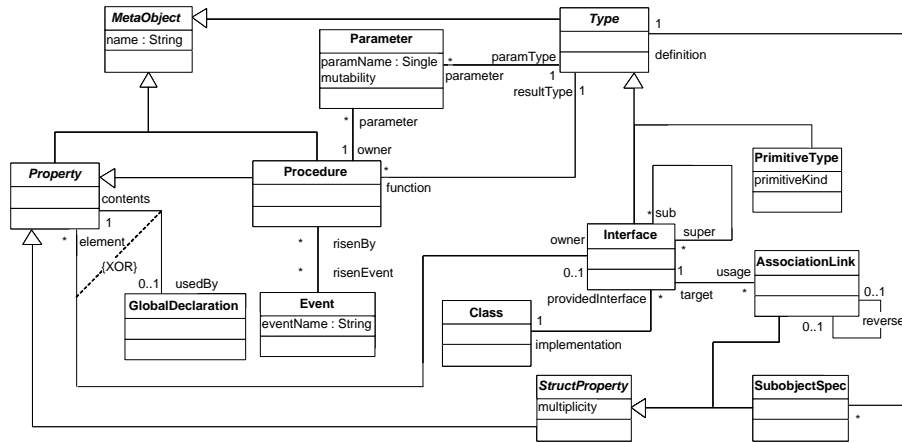 MetaObject
name : String
Type
1
definition
Parameter
paramName : Single
mutability
paramType
* parameter
1
resultType 1
* parameter
1 owner
Property
contents
Procedure
*
function
PrimitiveType
primitiveKind
1
* element
{XOR}
0..1 usedBy
GlobalDeclaration
* risenBy
* risenEvent
Event
eventName : String
* sub
super
*
owner
0..1
Interface
1
target
usage
*
AssociationLink
0..1
0..1
reverse
providedInterface *
Class
1
implementation
StructProperty
multiplicity
SubobjectSpec
*